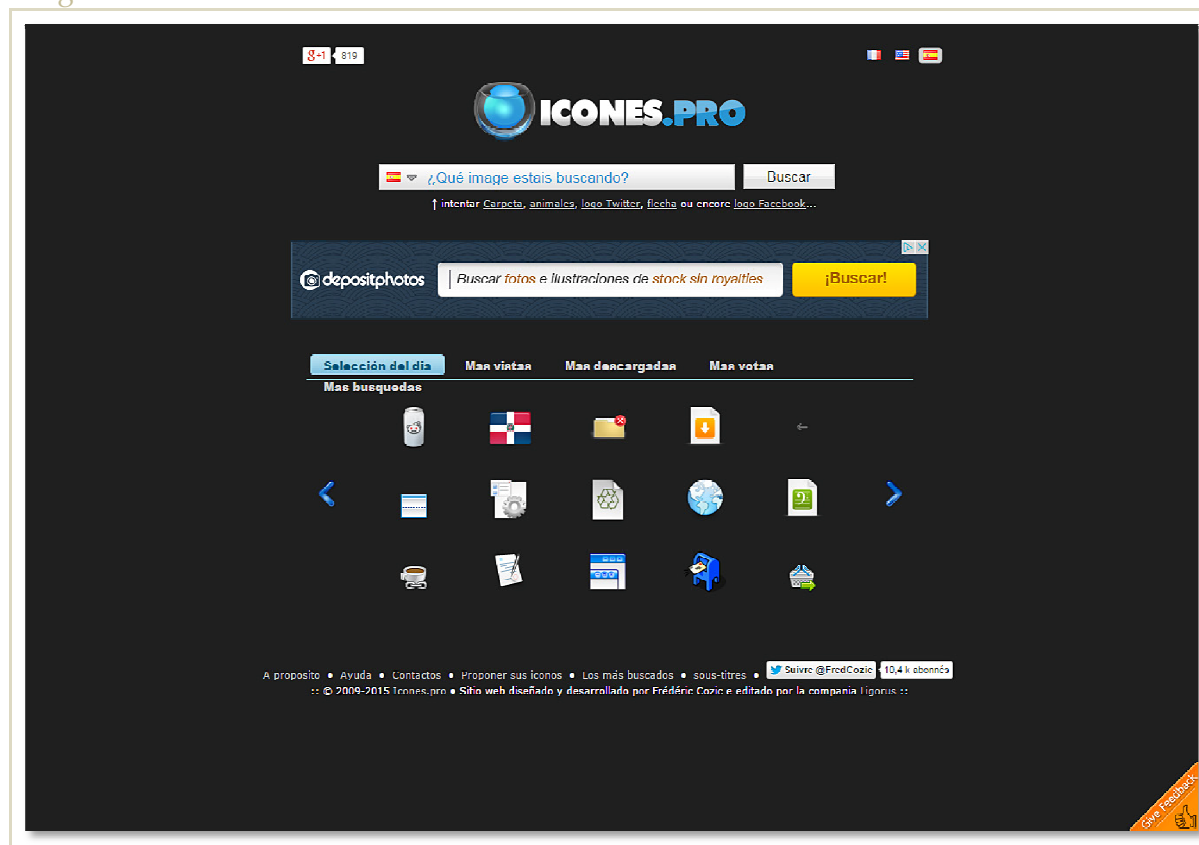 g+1 819
ICONES.PRO
¿Qué image estais buscando? Buscar
↑ intentar Carpeta, animales, logo Twitter, flecha ou encore logo Facebook...
depositphotos Buscar fotos e ilustraciones de stock sin royalties ¡Buscar!
Selección del dia Mas vistas Mas descargadas Mas votas
Mas busquedas
A proposito • Ayuda • Contactos • Proponer sus iconos • Los más buscados • sous-titres • Suivre @FredCozic 10,4 k abonnés
:: © 2009-2015 Icones.pro • Sitio web diseñado y desarrollado por Frédéric Cozic e editado por la compania Ligorus ::
Give Feedback